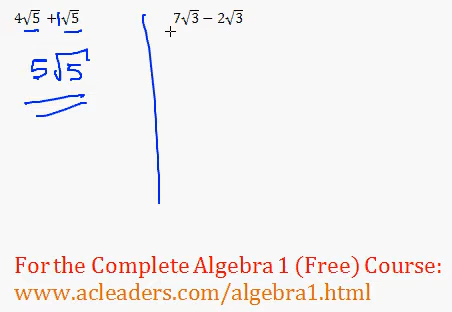 4√5 + 1√5
5√5
7√3 − 2√3
For the Complete Algebra 1 (Free) Course:
www.acleaders.com/algebra1.html